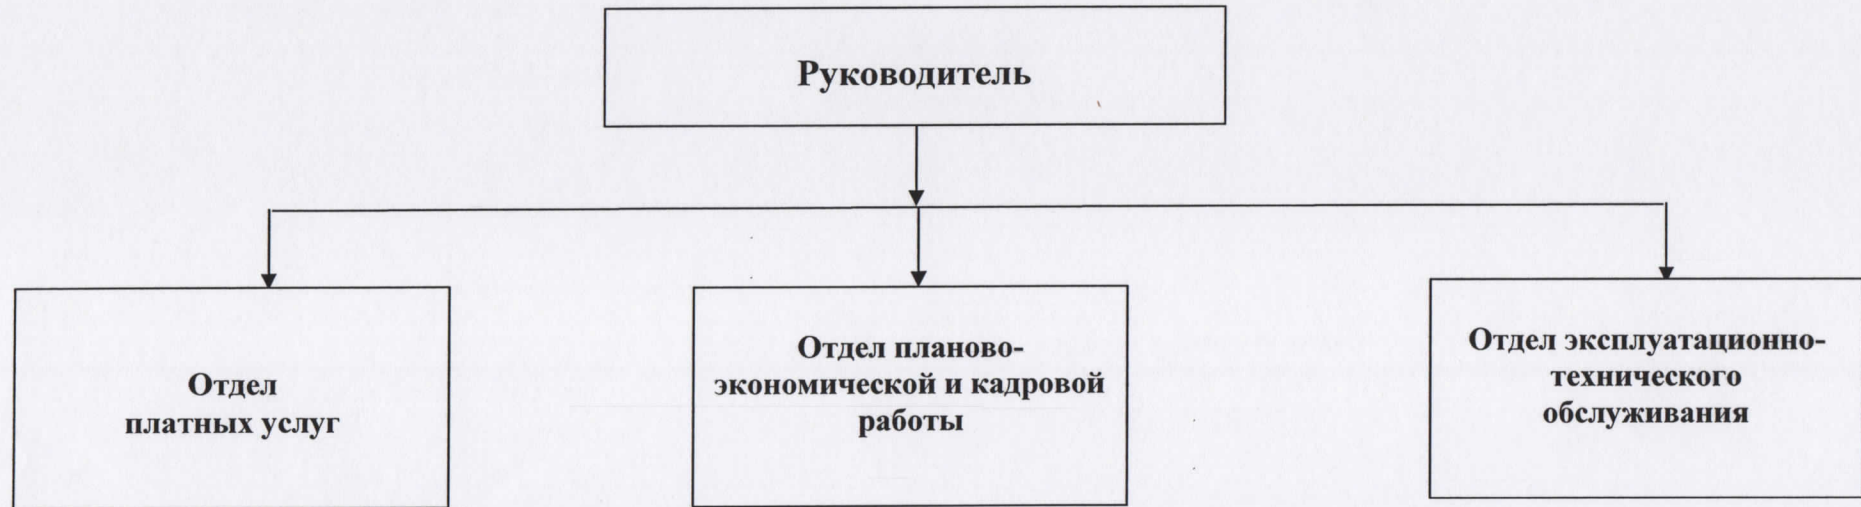 Руководитель
Отдел
платных услуг
Отдел планово-
экономической и кадровой
работы
Отдел эксплуатационно-
технического
обслуживания